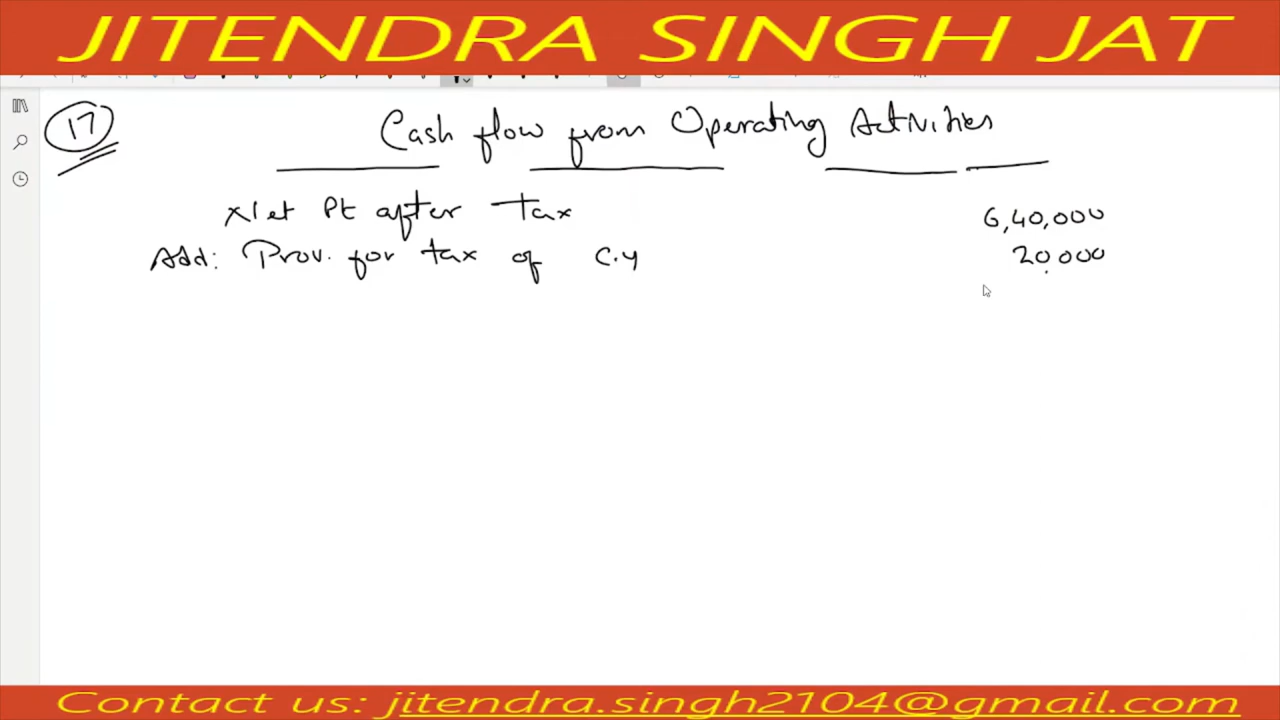 JITENDRA SINGH JAT
17
Cash flow from Operating Activities
Net Pt after Tax 6,40,000
Add: Prov. for tax of C.Y 20,000
Contact us: jitendra.singh2104@gmail.com